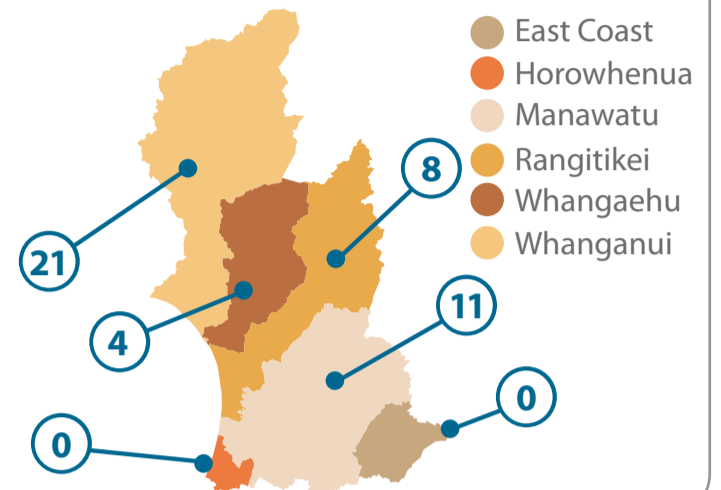 East Coast
Horowhenua
Manawatu
Rangitikei
Whangaehu
Whanganui
8
21
11
4
0
0